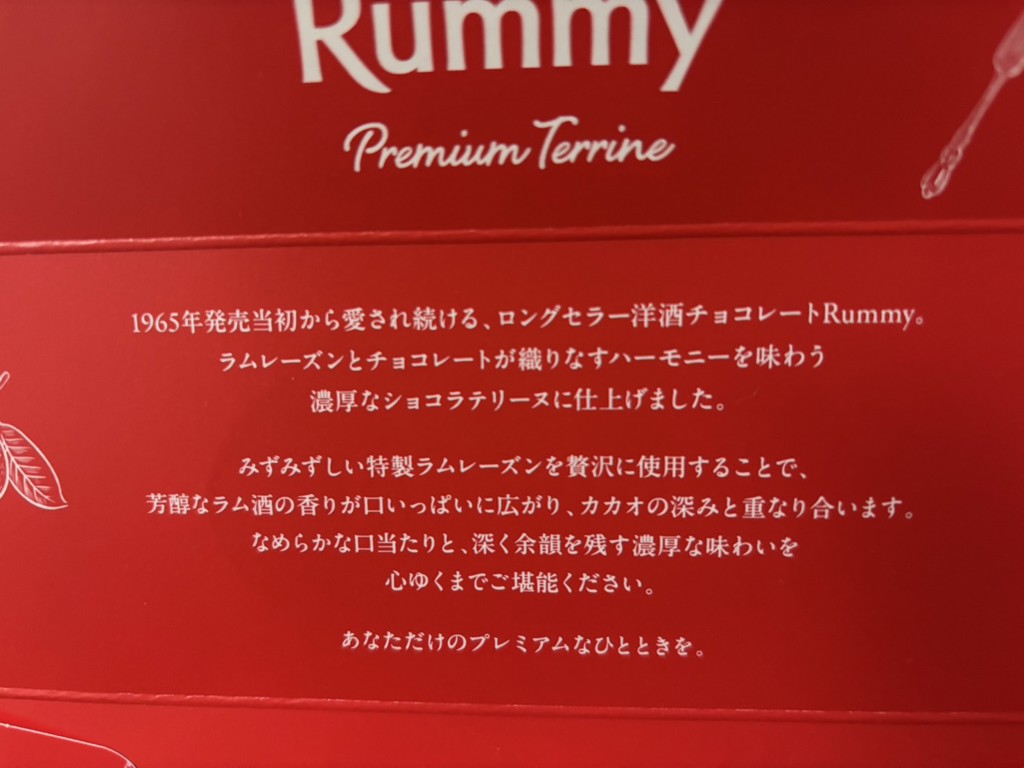 Rummy
Premium Terrine
1965年発売当初から愛され続ける、ロングセラー洋酒チョコレートRummy。
ラムレーズンとチョコレートが織りなすハーモニーを味わう
濃厚なショコラテリーヌに仕上げました。
みずみずしい特製ラムレーズンを贅沢に使用することで、
芳醇なラム酒の香りが口いっぱいに広がり、カカオの深みと重なり合います。
なめらかな口当たりと、深く余韻を残す濃厚な味わいを
心ゆくまでご堪能ください。
あなただけのプレミアムなひとときを。